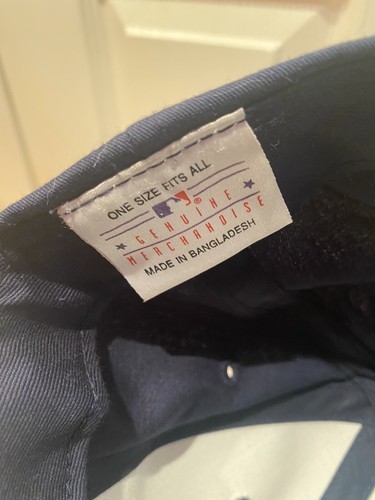 ONE SIZE FITS ALL
®
GENUINE
MERCHANDISE
MADE IN BANGLADESH